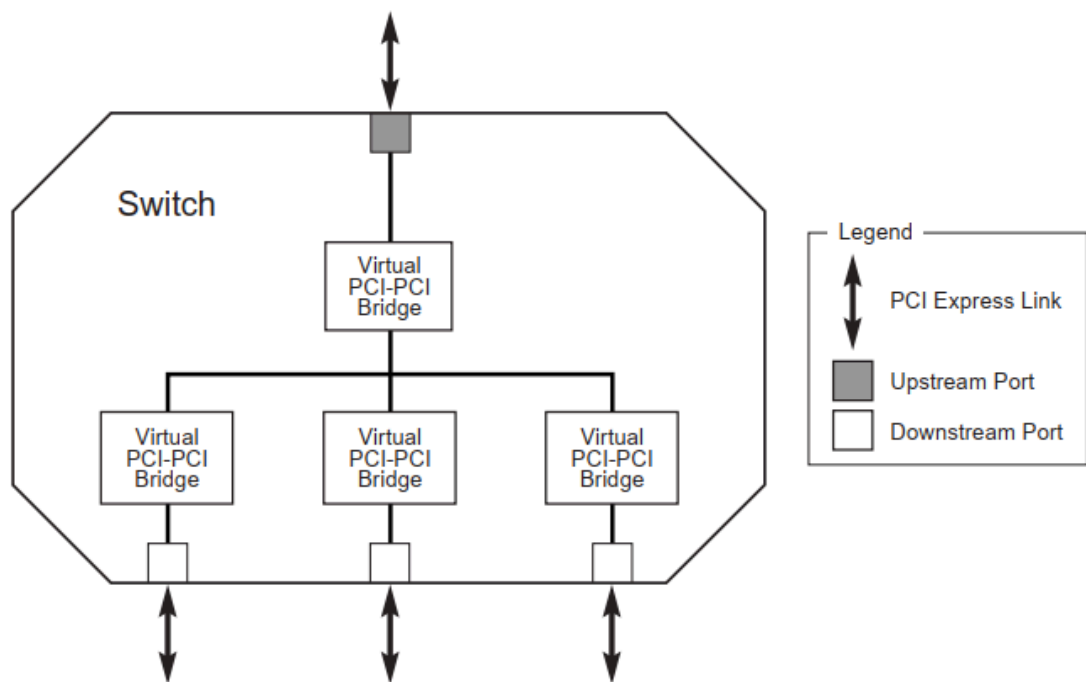 Switch
Virtual
PCI-PCI
Bridge
Virtual
PCI-PCI
Bridge
Virtual
PCI-PCI
Bridge
Virtual
PCI-PCI
Bridge
Legend
PCI Express Link
Upstream Port
Downstream Port